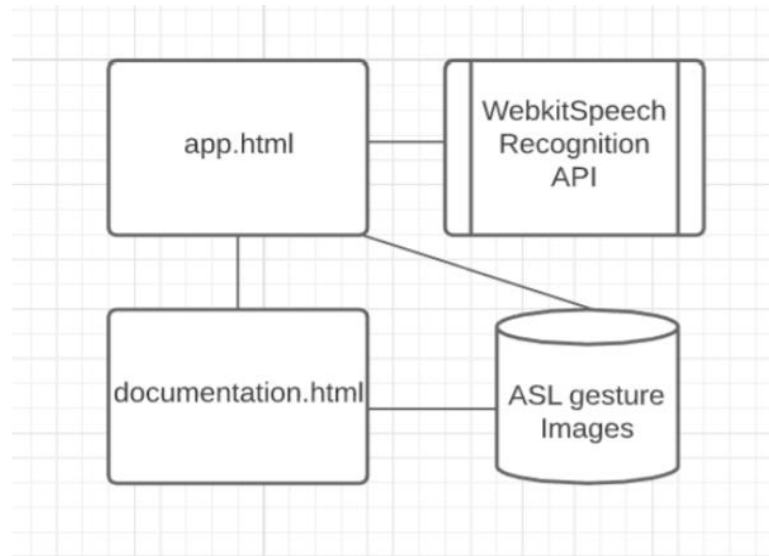 app.html
WebkitSpeech
Recognition
API
documentation.html
ASL gesture
Images